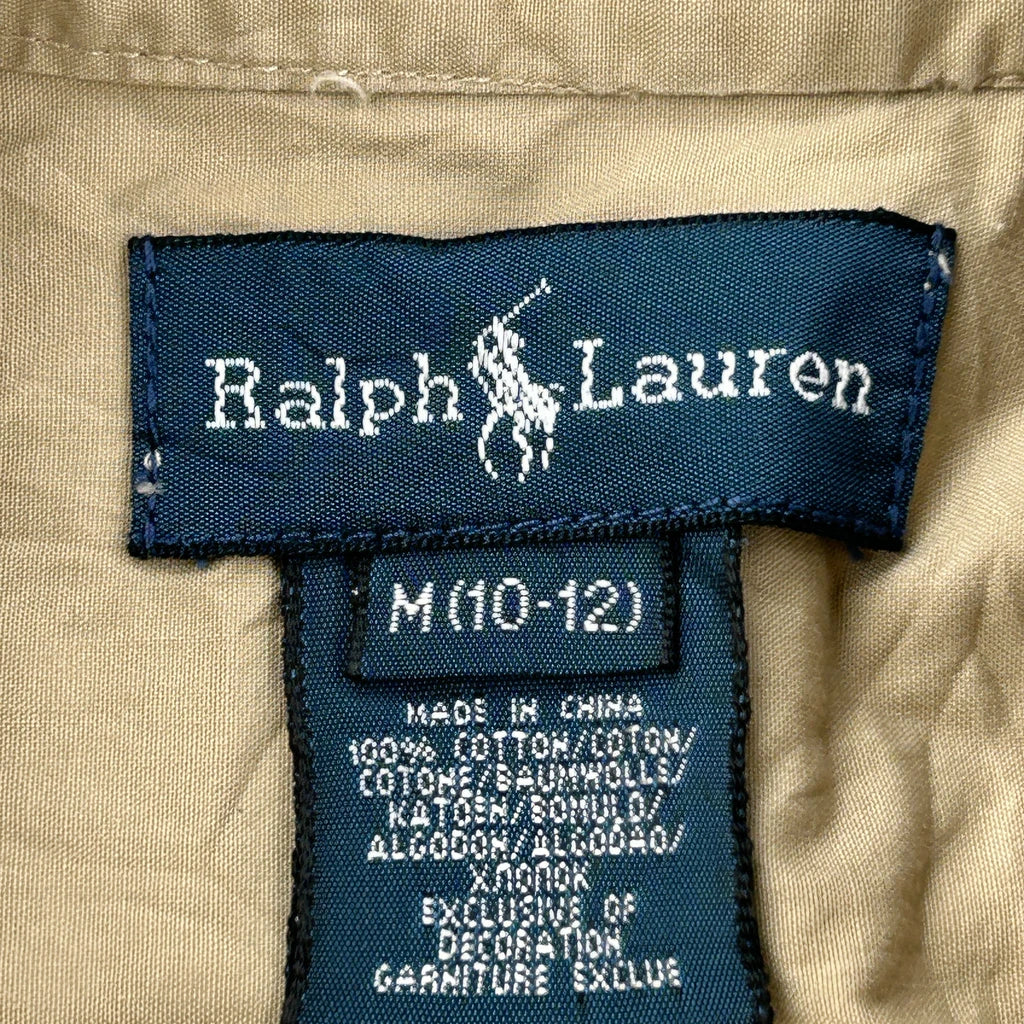 Ralph Lauren
M (10-12)
MADE IN CHINA
100% COTTON/COTON/
COTONE/BAUMWOLLE/
KATOEN/BOMULD/
ALGODON/ALGODAO/
ХЛОПОК
EXCLUSIVE OF
DECORATION
GARNITURE EXCLUE